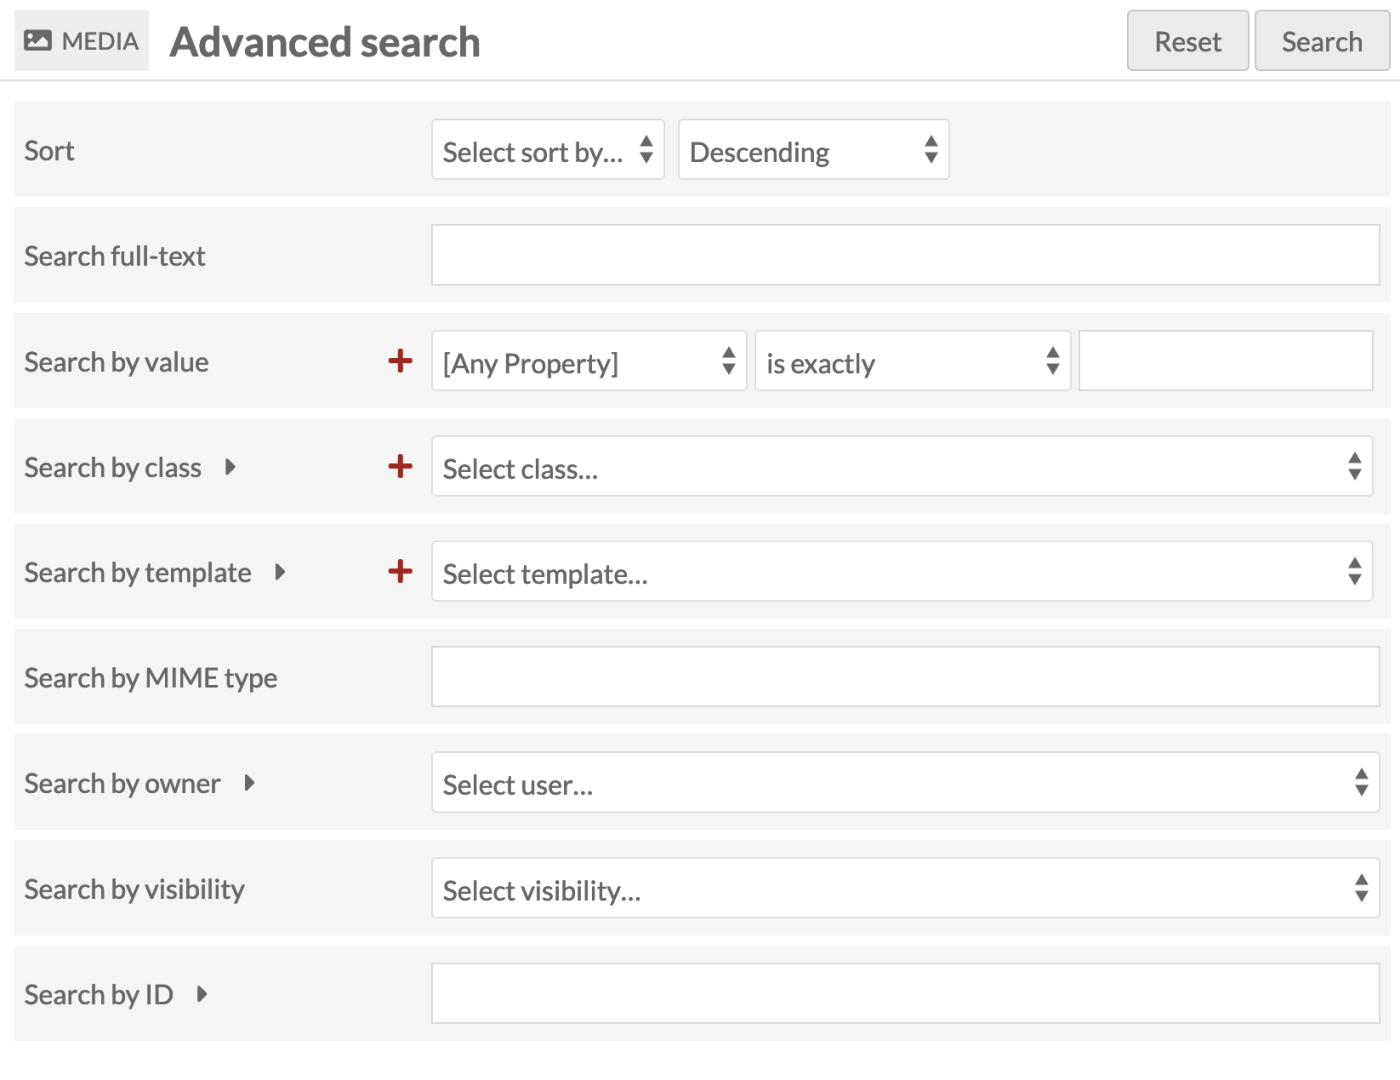 MEDIA Advanced search Reset Search
Sort Select sort by... Descending
Search full-text
Search by value [Any Property] is exactly
Search by class Select class...
Search by template Select template...
Search by MIME type
Search by owner Select user...
Search by visibility Select visibility...
Search by ID